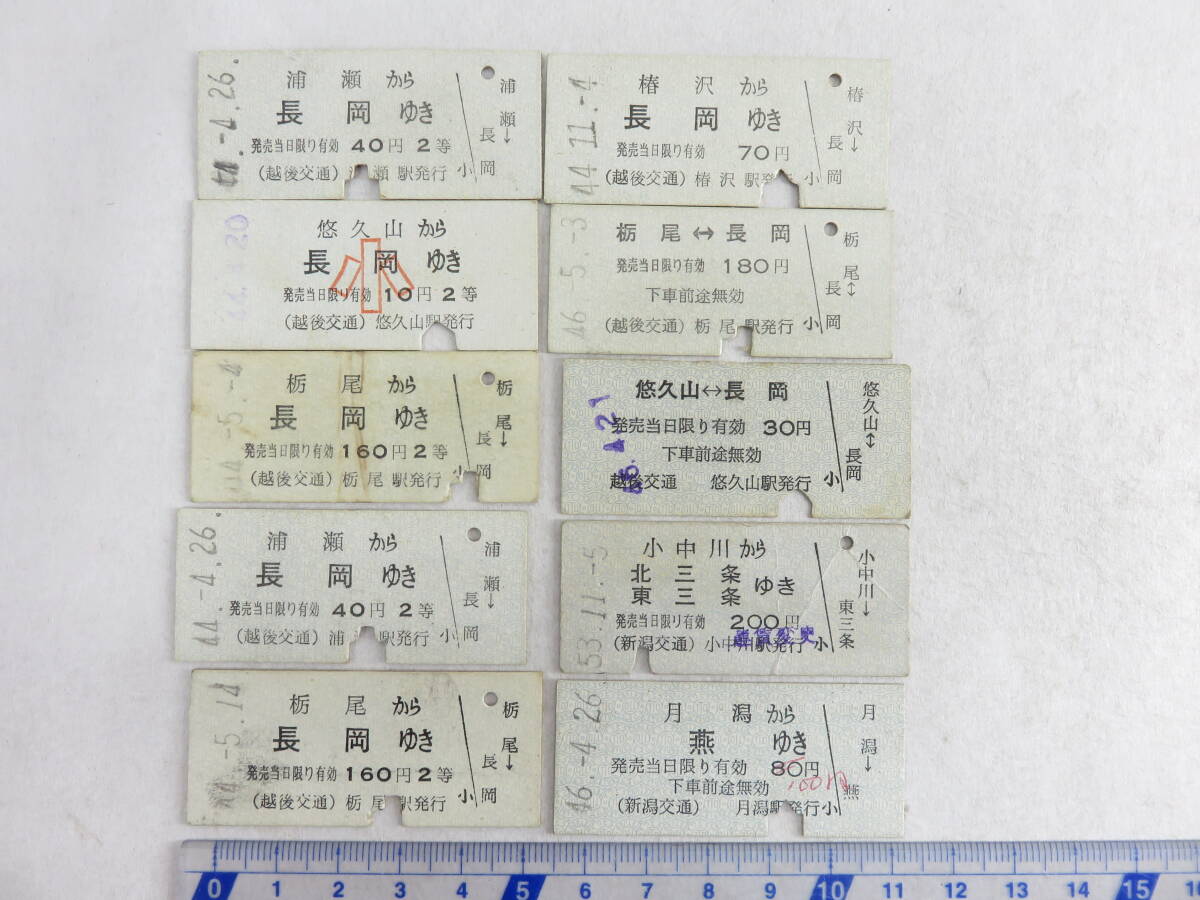 44.-4.26.
浦瀬から
長岡ゆき
発売当日限り有効 40円 2等
(越後交通) 浦瀬駅発行
小
浦瀬→
長岡
44 11.-4
椿沢から
長岡ゆき
発売当日限り有効 70円
(越後交通) 椿沢駅発行
小
椿沢→
長岡
悠久山から
長岡ゆき
小
発売当日限り有効 10円 2等
(越後交通) 悠久山駅発行
46-5.-3
栃尾↔長岡
発売当日限り有効 180円
下車前途無効
(越後交通) 栃尾駅発行
小
栃尾↔
長岡
44-5.-4
栃尾から
長岡ゆき
発売当日限り有効 160円 2等
(越後交通) 栃尾駅発行
小
栃尾→
長岡
悠久山↔長岡
発売当日限り有効 30円
下車前途無効
越後交通 悠久山駅発行
小
悠久山↔
長岡
44.-4.26.
浦瀬から
長岡ゆき
発売当日限り有効 40円 2等
(越後交通) 浦瀬駅発行
小
浦瀬→
長岡
53.11.-5
小中川から
北三条
東三条 ゆき
発売当日限り有効 200円
(新潟交通) 小中川駅発行
小
小中川→
東三条
44-5.14
栃尾から
長岡ゆき
発売当日限り有効 160円 2等
(越後交通) 栃尾駅発行
小
栃尾→
長岡
46.-4.26
月潟から
燕ゆき
発売当日限り有効 80円
下車前途無効
(新潟交通) 月潟駅発行
小
月潟→
燕
0 1 2 3 4 5 6 7 8 9 10 11 12 13 14 15 16